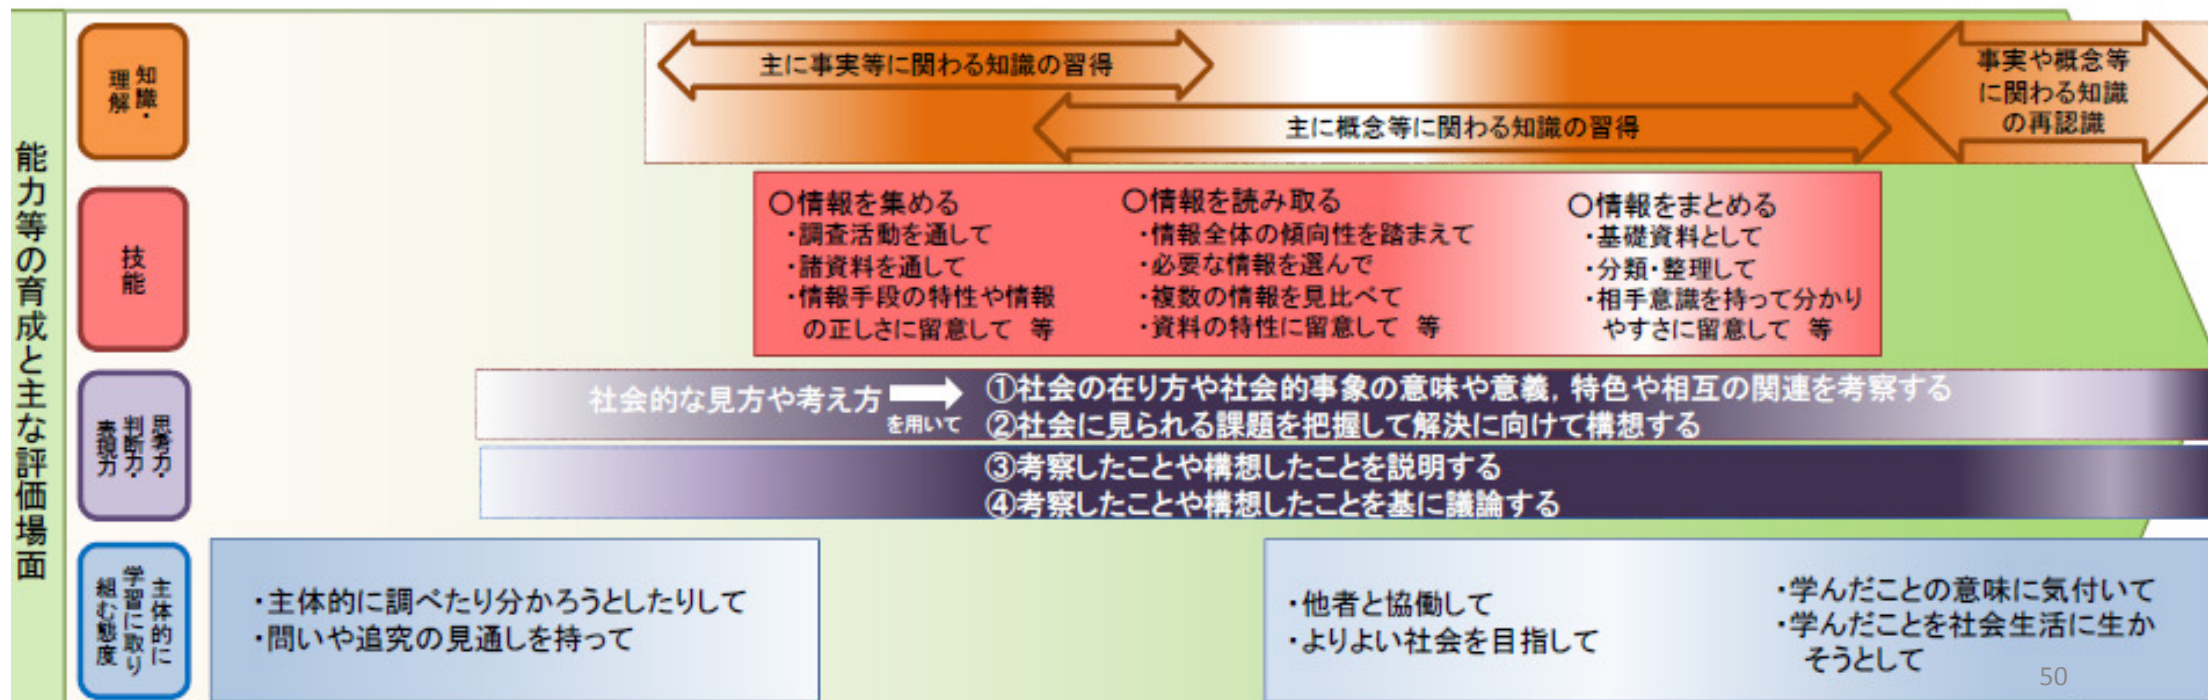 能力等の育成と主な評価場面
知識・
理解
主に事実等に関わる知識の習得
主に概念等に関わる知識の習得
事実や概念等
に関わる知識
の再認識
技能
〇情報を集める
・調査活動を通して
・諸資料を通して
・情報手段の特性や情報
の正しさに留意して 等
〇情報を読み取る
・情報全体の傾向性を踏まえて
・必要な情報を選んで
・複数の情報を見比べて
・資料の特性に留意して 等
〇情報をまとめる
・基礎資料として
・分類・整理して
・相手意識を持って分かり
やすさに留意して 等
思考力・
判断力・
表現力
社会的な見方や考え方
を用いて
①社会の在り方や社会的事象の意味や意義，特色や相互の関連を考察する
②社会に見られる課題を把握して解決に向けて構想する
③考察したことや構想したことを説明する
④考察したことや構想したことを基に議論する
主体的に
学習に取り
組む態度
・主体的に調べたり分かろうとしたりして
・問いや追究の見通しを持って
・他者と協働して
・よりよい社会を目指して
・学んだことの意味に気付いて
・学んだことを社会生活に生か
そうとして
50